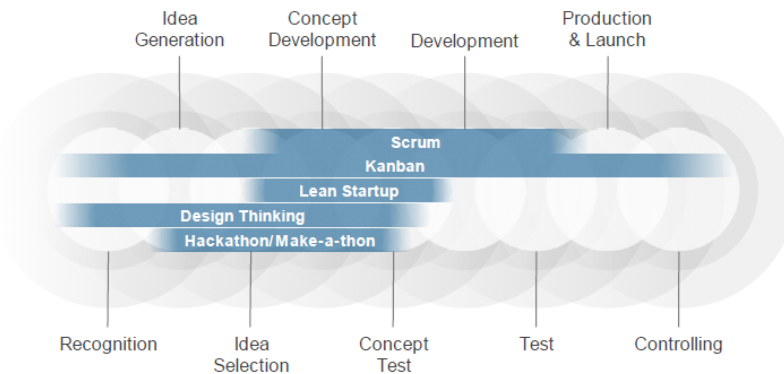 Idea
Generation
Concept
Development
Development
Production
& Launch
Scrum
Kanban
Lean Startup
Design Thinking
Hackathon/Make-a-thon
Recognition
Idea
Selection
Concept
Test
Test
Controlling